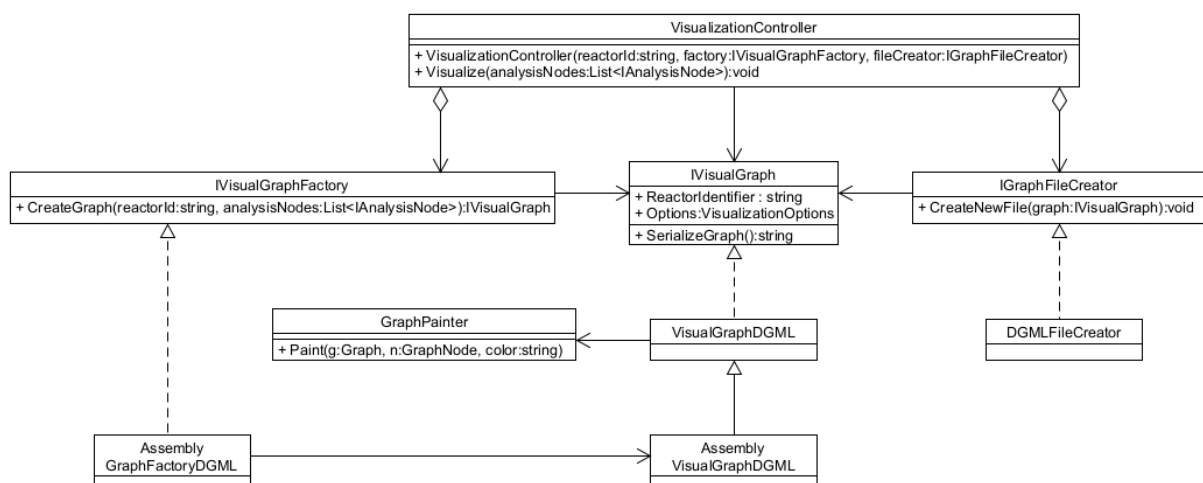 VisualizationController
+ VisualizationController(reactorId:string, factory:IVisualGraphFactory, fileCreator:IGraphFileCreator)
+ Visualize(analysisNodes:List<IAnalysisNode>):void
IVisualGraphFactory
+ CreateGraph(reactorId:string, analysisNodes:List<IAnalysisNode>):IVisualGraph
IVisualGraph
+ ReactorIdentifier : string
+ Options:VisualizationOptions
+ SerializeGraph():string
IGraphFileCreator
+ CreateNewFile(graph:IVisualGraph):void
GraphPainter
+ Paint(g:Graph, n:GraphNode, color:string)
VisualGraphDGML
DGMLFileCreator
Assembly
GraphFactoryDGML
Assembly
VisualGraphDGML